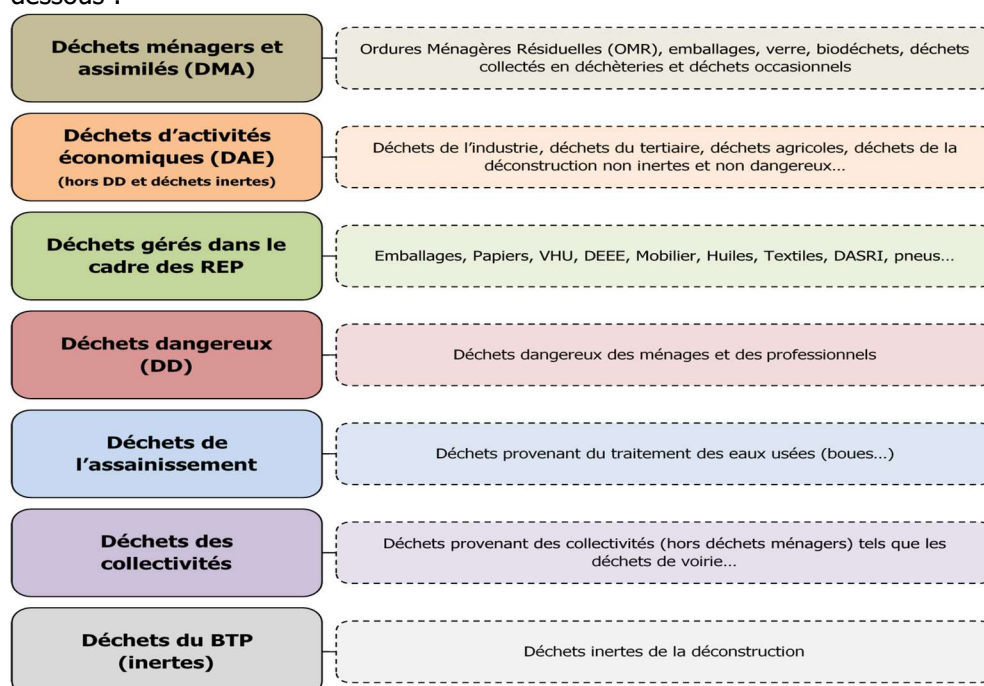 dessous :
Déchets ménagers et
assimilés (DMA)
Ordures Ménagères Résiduelles (OMR), emballages, verre, biodéchets, déchets
collectés en déchèteries et déchets occasionnels
Déchets d’activités
économiques (DAE)
(hors DD et déchets inertes)
Déchets de l’industrie, déchets du tertiaire, déchets agricoles, déchets de la
déconstruction non inertes et non dangereux...
Déchets gérés dans le
cadre des REP
Emballages, Papiers, VHU, DEEE, Mobilier, Huiles, Textiles, DASRI, pneus...
Déchets dangereux
(DD)
Déchets dangereux des ménages et des professionnels
Déchets de
l’assainissement
Déchets provenant du traitement des eaux usées (boues...)
Déchets des
collectivités
Déchets provenant des collectivités (hors déchets ménagers) tels que les
déchets de voirie...
Déchets du BTP
(inertes)
Déchets inertes de la déconstruction